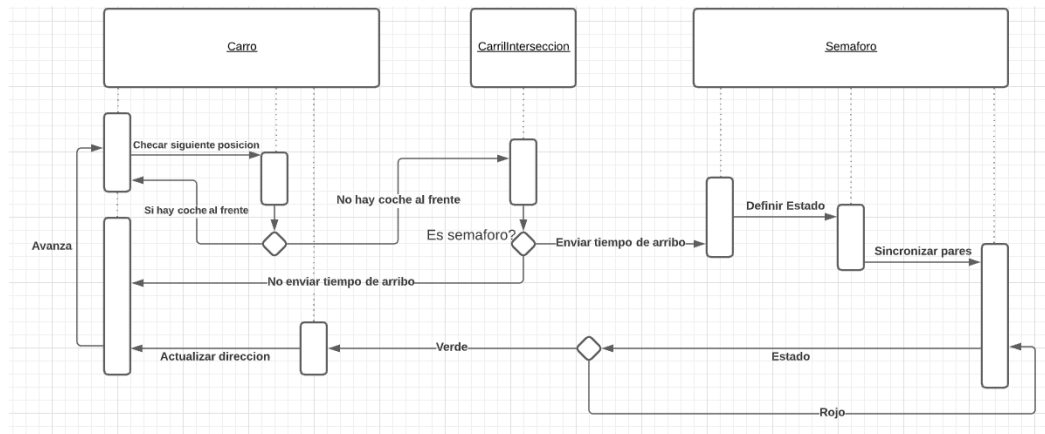 Carro
CarrilInterseccion
Semaforo
Checar siguiente posicion
No hay coche al frente
Si hay coche al frente
Definir Estado
Avanza
Es semaforo?
Enviar tiempo de arribo
Sincronizar pares
No enviar tiempo de arribo
Verde
Actualizar direccion
Estado
Rojo